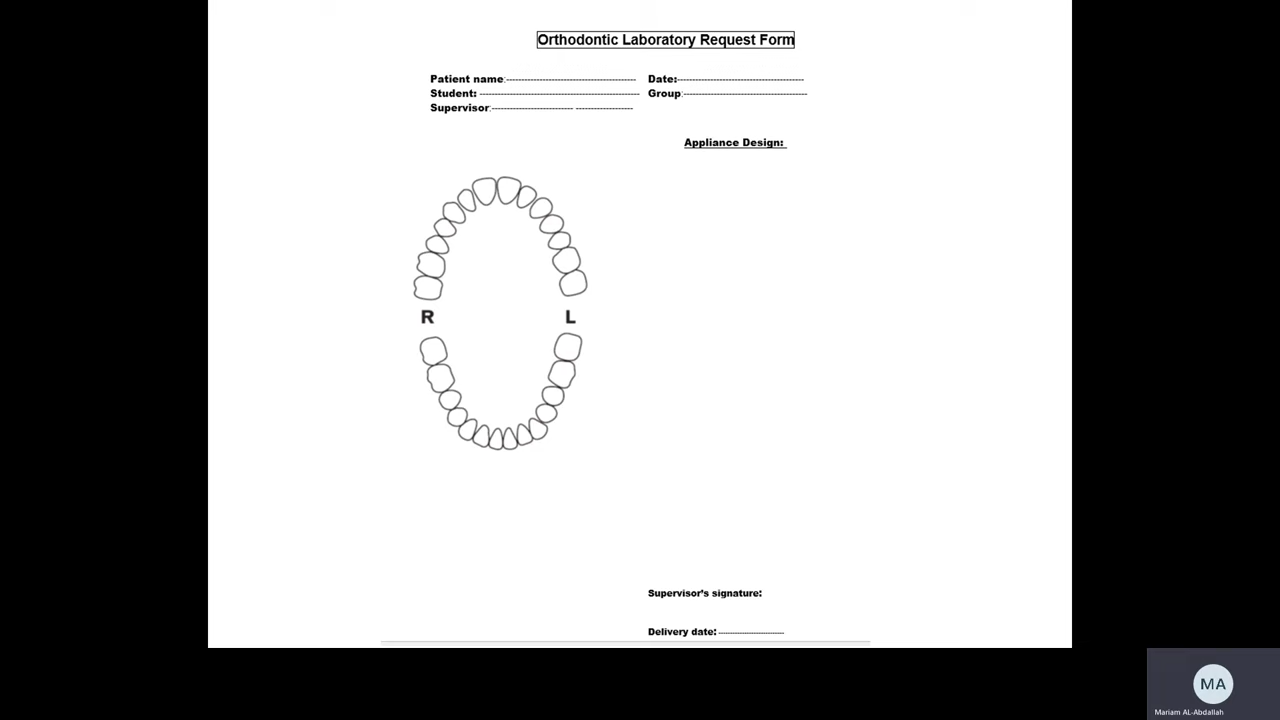 Orthodontic Laboratory Request Form
Patient name:------------------------------------------- Date:------------------------------------------
Student: ----------------------------------------------------- Group:-----------------------------------------
Supervisor:--------------------------- -------------------
Appliance Design:
R L
Supervisor's signature:
Delivery date: ------------------------
MA
Mariam AL-Abdallah